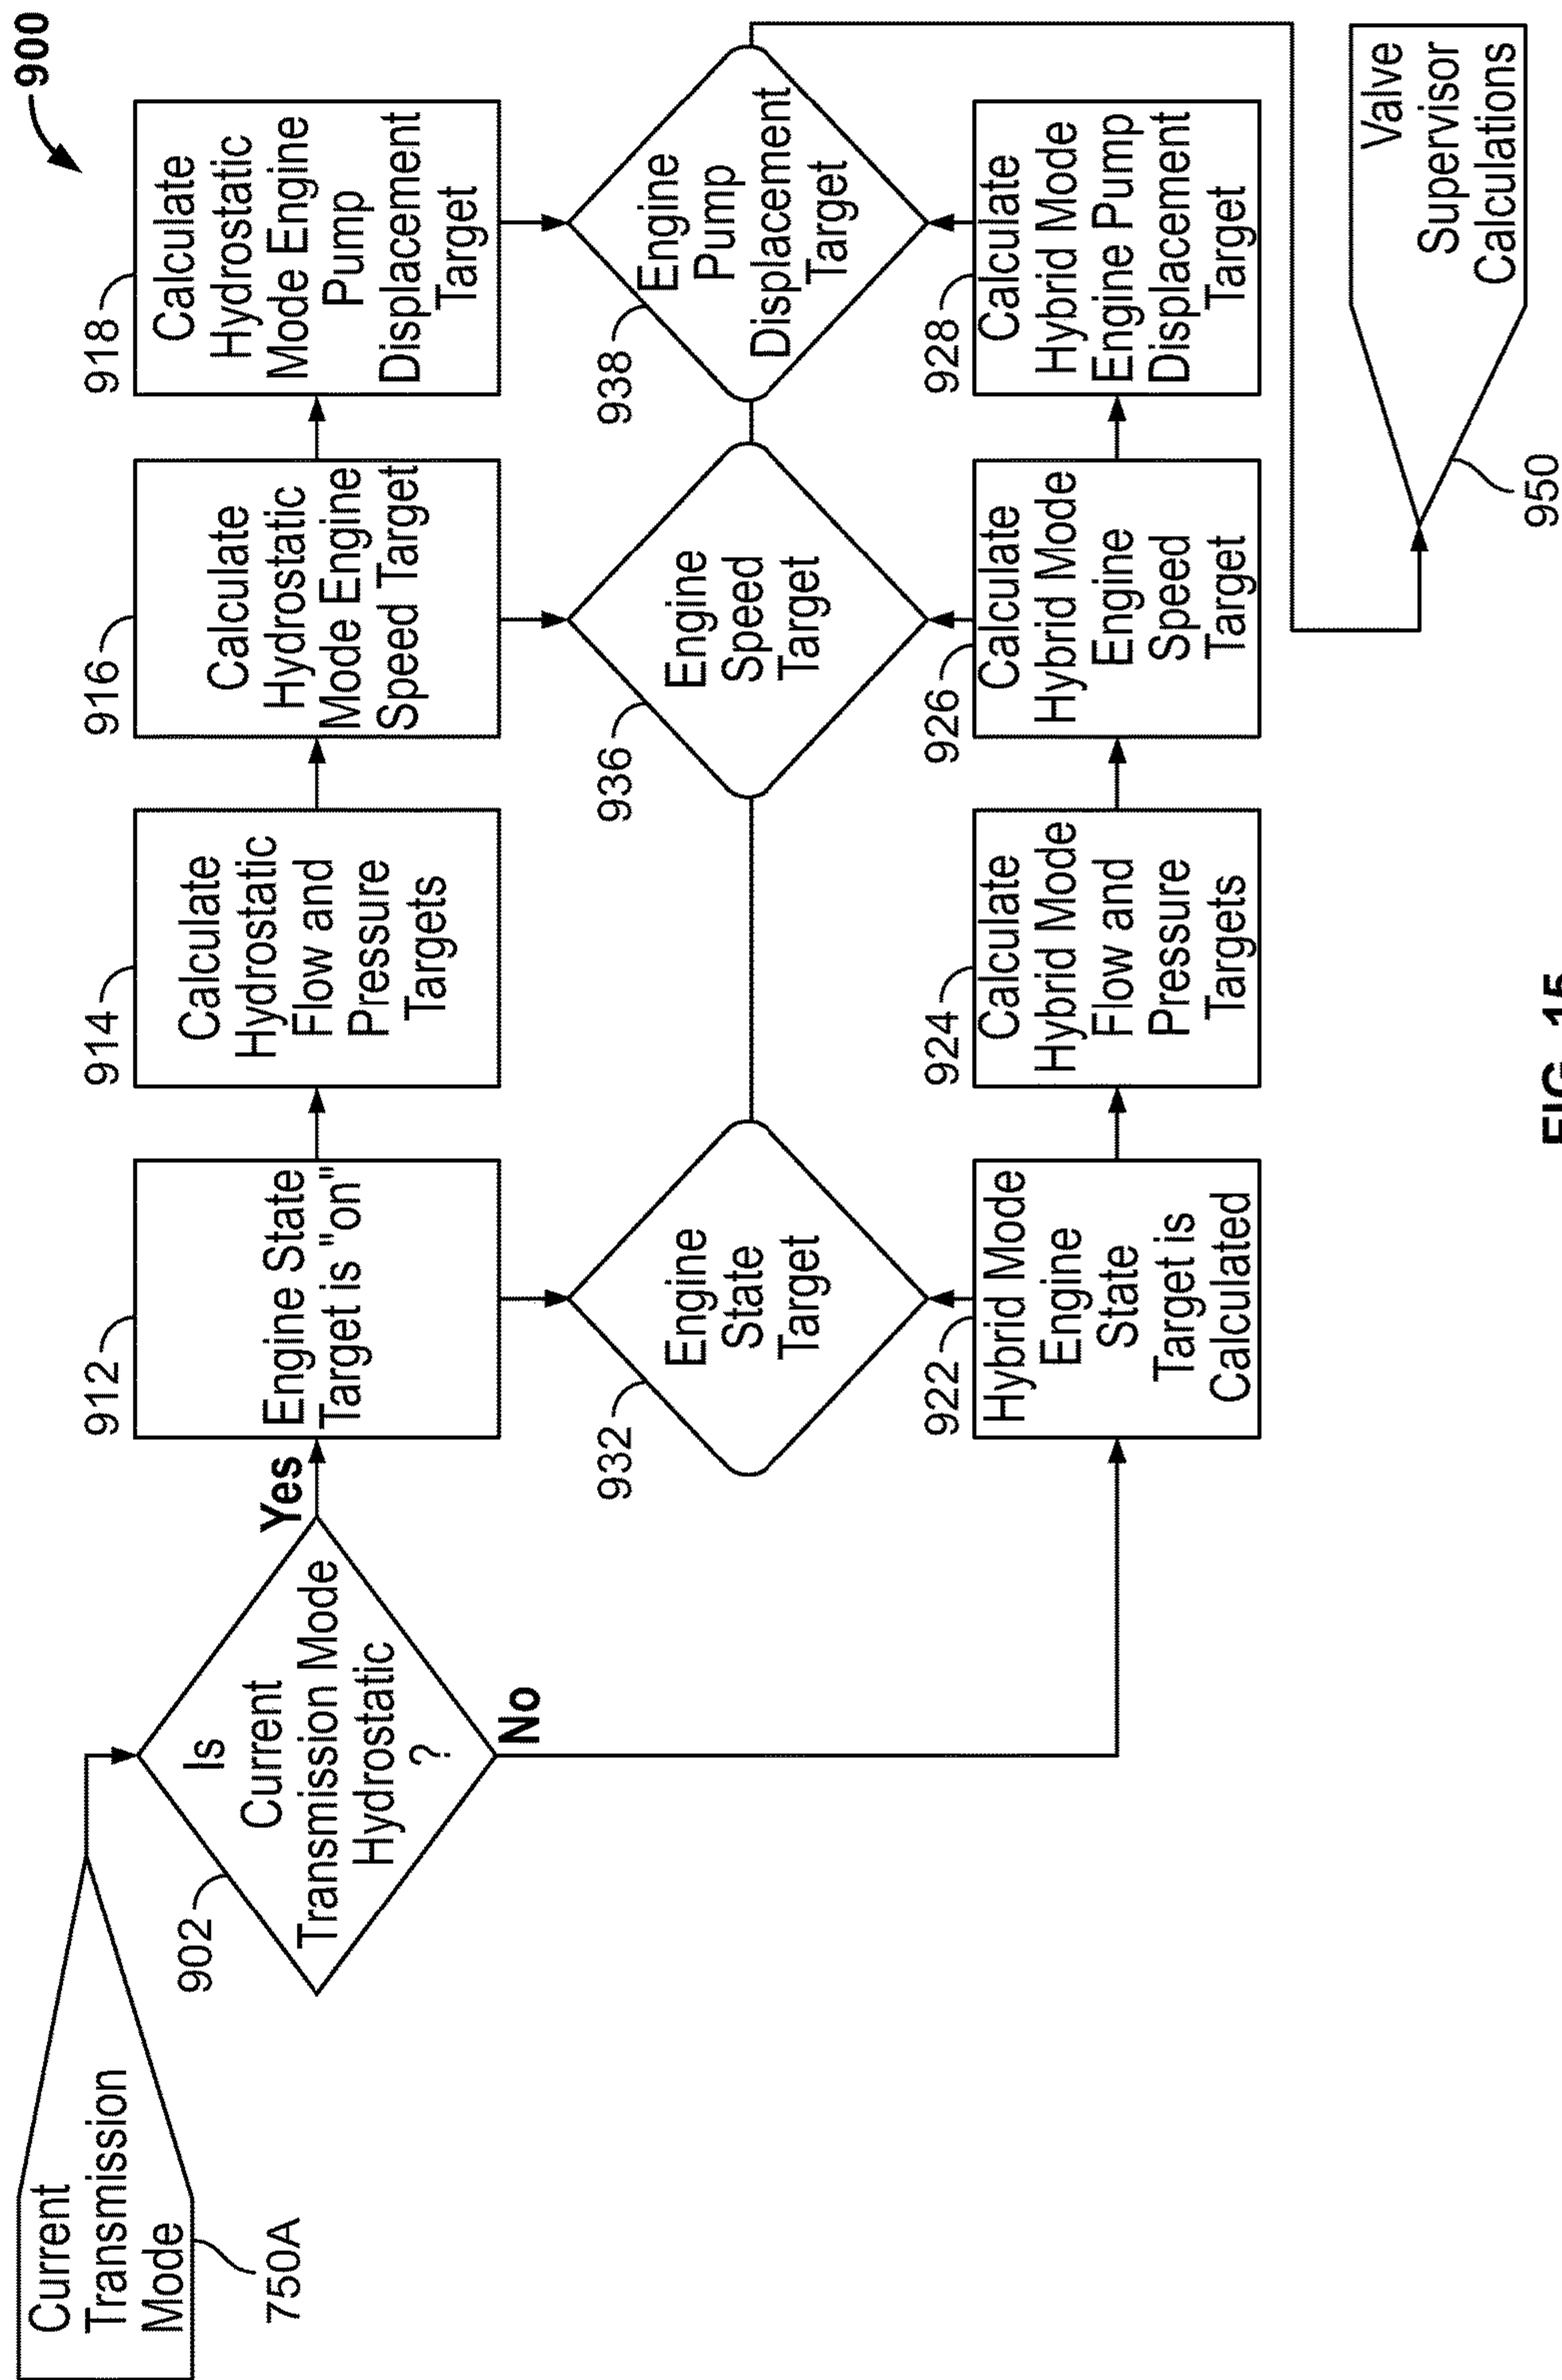 900
Current
Transmission
Mode
750A
902
Is
Current
Transmission Mode
Hydrostatic
?
Yes
No
912
Engine State
Target is "on"
914
Calculate
Hydrostatic
Flow and
Pressure
Targets
916
Calculate
Hydrostatic
Mode Engine
Speed Target
918
Calculate
Hydrostatic
Mode Engine
Pump
Displacement
Target
932
Engine
State
Target
936
Engine
Speed
Target
938
Engine
Pump
Displacement
Target
922
Hybrid Mode
Engine
State
Target is
Calculated
924
Calculate
Hybrid Mode
Flow and
Pressure
Targets
926
Calculate
Hybrid Mode
Engine
Speed
Target
928
Calculate
Hybrid Mode
Engine Pump
Displacement
Target
Valve
Supervisor
Calculations
950
FIG. 15